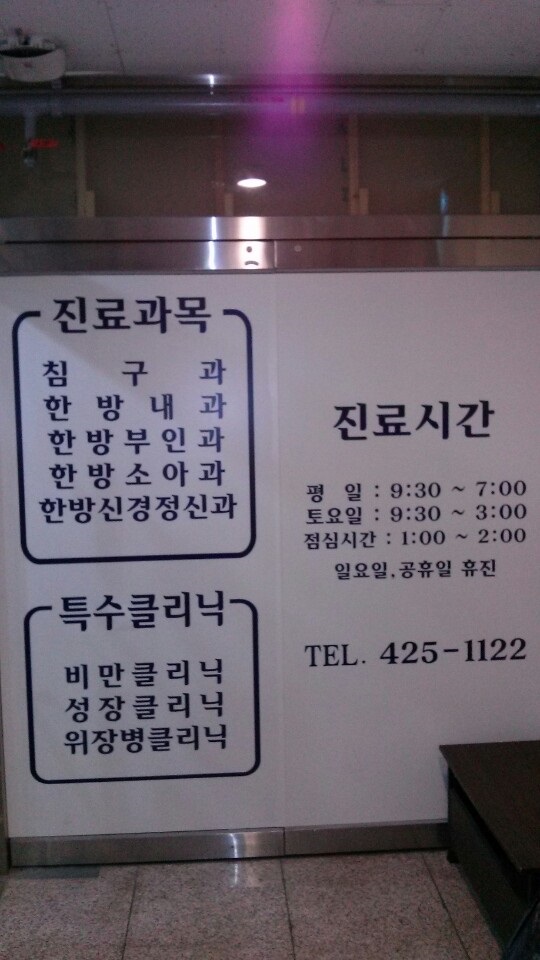 진료과목
침 구 과
한 방 내 과
한방부인과
한방소아과
한방신경정신과
특수클리닉
비만클리닉
성장클리닉
위장병클리닉
진료시간
평 일 : 9:30 ~ 7:00
토요일 : 9:30 ~ 3:00
점심시간 : 1:00 ~ 2:00
일요일,공휴일 휴진
TEL. 425-1122